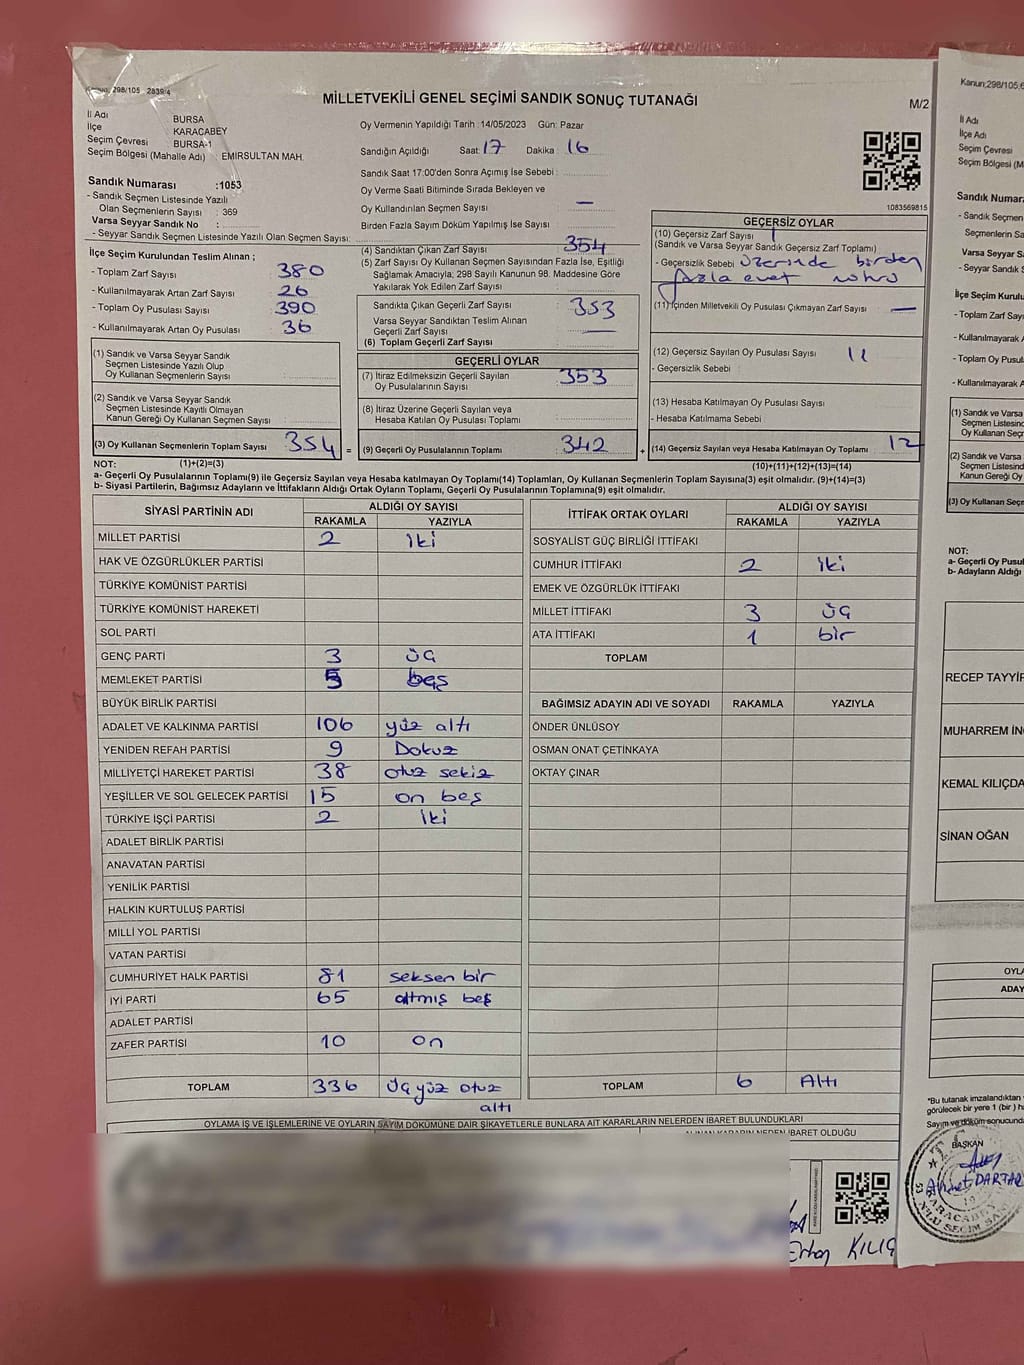 Kanun; 298/105 2839/4
MİLLETVEKİLİ GENEL SEÇİMİ SANDIK SONUÇ TUTANAĞI
M/2
İl Adı BURSA
İlçe KARACABEY
Seçim Çevresi BURSA-1
Seçim Bölgesi (Mahalle Adı) : EMİRSULTAN MAH.
Sandık Numarası :1053
- Sandık Seçmen Listesinde Yazılı
Olan Seçmenlerin Sayısı : 369
Varsa Seyyar Sandık No :
- Seyyar Sandık Seçmen Listesinde Yazılı Olan Seçmen Sayısı:
Oy Vermenin Yapıldığı Tarih :14/05/2023 Gün: Pazar
Sandığın Açıldığı Saat: 17 Dakika : 16
Sandık Saat 17:00'den Sonra Açımış İse Sebebi :
Oy Verme Saati Bitiminde Sırada Bekleyen ve
Oy Kullandırılan Seçmen Sayısı : —
Birden Fazla Sayım Döküm Yapılmış İse Sayısı
1083569815
İlçe Seçim Kurulundan Teslim Alınan ;
- Toplam Zarf Sayısı : 380
- Kullanılmayarak Artan Zarf Sayısı : 26
- Toplam Oy Pusulası Sayısı : 390
- Kullanılmayarak Artan Oy Pusulası : 36
(1) Sandık ve Varsa Seyyar Sandık
Seçmen Listesinde Yazılı Olup
Oy Kullanan Seçmenlerin Sayısı
(2) Sandık ve Varsa Seyyar Sandık
Seçmen Listesinde Kayıtlı Olmayan
Kanun Gereği Oy Kullanan Seçmen Sayısı :
(3) Oy Kullanan Seçmenlerin Toplam Sayısı : 354 =
(4) Sandıktan Çıkan Zarf Sayısı : 354
(5) Zarf Sayısı Oy Kullanan Seçmen Sayısından Fazla İse, Eşitliği
Sağlamak Amacıyla; 298 Sayılı Kanunun 98. Maddesine Göre
Yakılarak Yok Edilen Zarf Sayısı :
Sandıkta Çıkan Geçerli Zarf Sayısı : 353
Varsa Seyyar Sandıktan Teslim Alınan
Geçerli Zarf Sayısı : —
(6) Toplam Geçerli Zarf Sayısı :
GEÇERLİ OYLAR
(7) İtiraz Edilmeksizin Geçerli Sayılan
Oy Pusulalarının Sayısı : 353
(8) İtiraz Üzerine Geçerli Sayılan veya
Hesaba Katılan Oy Pusulası Toplamı :
(9) Geçerli Oy Pusulalarının Toplamı : 342 +
GEÇERSİZ OYLAR
(10) Geçersiz Zarf Sayısı : 1
(Sandık ve Varsa Seyyar Sandık Geçersiz Zarf Toplamı)
- Geçersizlik Sebebi : üzerinde birden
fazla evet
(11) İçinden Milletvekili Oy Pusulası Çıkmayan Zarf Sayısı : —
(12) Geçersiz Sayılan Oy Pusulası Sayısı : 11
- Geçersizlik Sebebi :
(13) Hesaba Katılmayan Oy Pusulası Sayısı
- Hesaba Katılmama Sebebi :
(14) Geçersiz Sayılan veya Hesaba Katılmayan Oy Toplamı : 12
NOT: (1)+(2)=(3)
(10)+(11)+(12)+(13)=(14)
a- Geçerli Oy Pusulalarının Toplamı(9) ile Geçersiz Sayılan veya Hesaba katılmayan Oy Toplamı(14) Toplamları, Oy Kullanan Seçmenlerin Toplam Sayısına(3) eşit olmalıdır. (9)+(14)=(3)
b- Siyasi Partilerin, Bağımsız Adayların ve İttifakların Aldığı Ortak Oyların Toplamı, Geçerli Oy Pusulalarının Toplamına(9) eşit olmalıdır.
SİYASİ PARTİNİN ADI ALDIĞI OY SAYISI
RAKAMLA YAZIYLA
MİLLET PARTİSİ 2 iki
HAK VE ÖZGÜRLÜKLER PARTİSİ
TÜRKİYE KOMÜNİST PARTİSİ
TÜRKİYE KOMÜNİST HAREKETİ
SOL PARTİ
GENÇ PARTİ 3 üç
MEMLEKET PARTİSİ 5 beş
BÜYÜK BİRLİK PARTİSİ
ADALET VE KALKINMA PARTİSİ 106 yüz altı
YENİDEN REFAH PARTİSİ 9 Dokuz
MİLLİYETÇİ HAREKET PARTİSİ 38 otuz sekiz
YEŞİLLER VE SOL GELECEK PARTİSİ 15 on beş
TÜRKİYE İŞÇİ PARTİSİ 2 iki
ADALET BİRLİK PARTİSİ
ANAVATAN PARTİSİ
YENİLİK PARTİSİ
HALKIN KURTULUŞ PARTİSİ
MİLLİ YOL PARTİSİ
VATAN PARTİSİ
CUMHURİYET HALK PARTİSİ 81 seksen bir
İYİ PARTİ 65 altmış beş
ADALET PARTİSİ
ZAFER PARTİSİ 10 on
TOPLAM 336 üç yüz otuz
altı
İTTİFAK ORTAK OYLARI ALDIĞI OY SAYISI
RAKAMLA YAZIYLA
SOSYALİST GÜÇ BİRLİĞİ İTTİFAKI
CUMHUR İTTİFAKI 2 iki
EMEK VE ÖZGÜRLÜK İTTİFAKI
MİLLET İTTİFAKI 3 üç
ATA İTTİFAKI 1 bir
TOPLAM
BAĞIMSIZ ADAYIN ADI VE SOYADI RAKAMLA YAZIYLA
ÖNDER ÜNLÜSOY
OSMAN ONAT ÇETİNKAYA
OKTAY ÇINAR
TOPLAM 6 Altı
OYLAMA İŞ VE İŞLEMLERİNE VE OYLARIN SAYIM DÖKÜMÜNE DAİR ŞİKAYETLERLE BUNLARA AİT KARARLARIN NELERDEN İBARET BULUNDUKLARI
ALINAN KARARIN NEDEN İBARET OLDUĞU
Erhan KILIÇ
Kanun;298/105;6
İl Adı
İlçe Adı
Seçim Çevresi
Seçim Bölgesi (M
Sandık Numar
- Sandık Seçmen
Seçmenlerin Say
Varsa Seyyar Sa
- Seyyar Sandık
İlçe Seçim Kurulu
- Toplam Zarf Say
- Kullanılmayarak
- Toplam Oy Pusul
- Kullanılmayarak
(1) Sandık ve Varsa
Seçmen Listesind
Oy Kullanan Seçm
(2) Sandık ve Varsa
Seçmen Listesind
Kanun Gereği Oy
(3) Oy Kullanan Seç
NOT:
a- Geçerli Oy Pusu
b- Adayların Aldığı
RECEP TAYYİP
MUHARREM İN
KEMAL KILIÇDA
SİNAN OĞAN
OYLA
ADAY
*Bu tutanak imzalandıktan
görülecek bir yere 1 (bir) h
Sayım ve döküm sonucunda
BAŞKAN
Ahmet DARTAR
KARACABEY